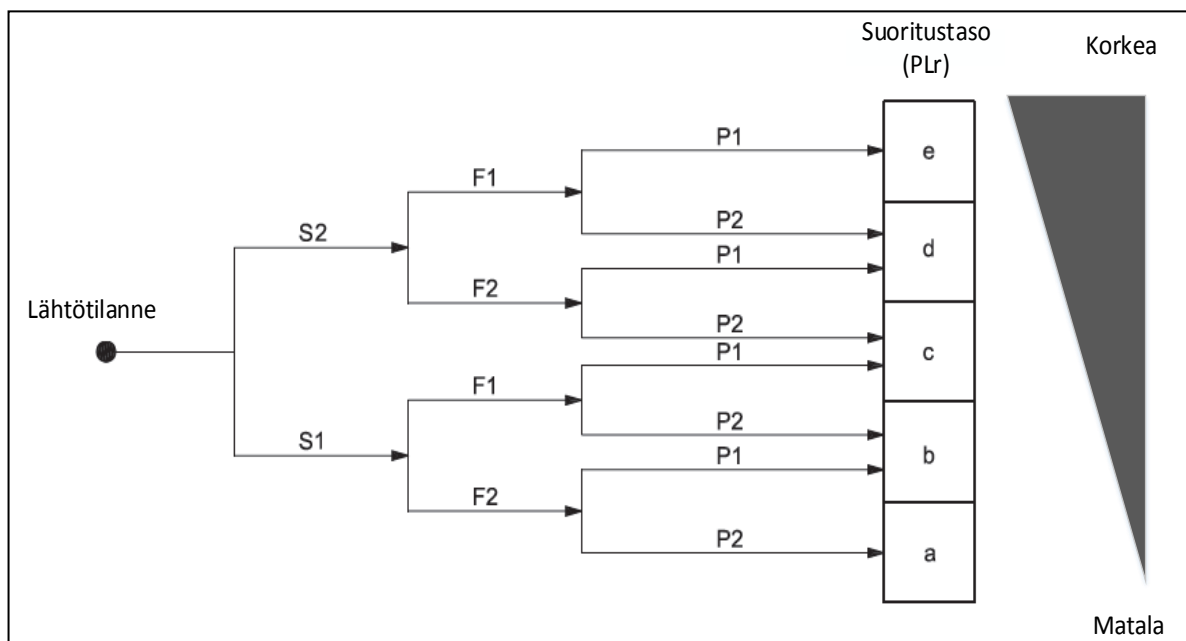 Suoritustaso
(PLr)
Korkea
P1
e
F1
P2
S2
d
P1
F2
Lähtötilanne
P2
c
P1
F1
P2
S1
b
P1
F2
P2
a
Matala